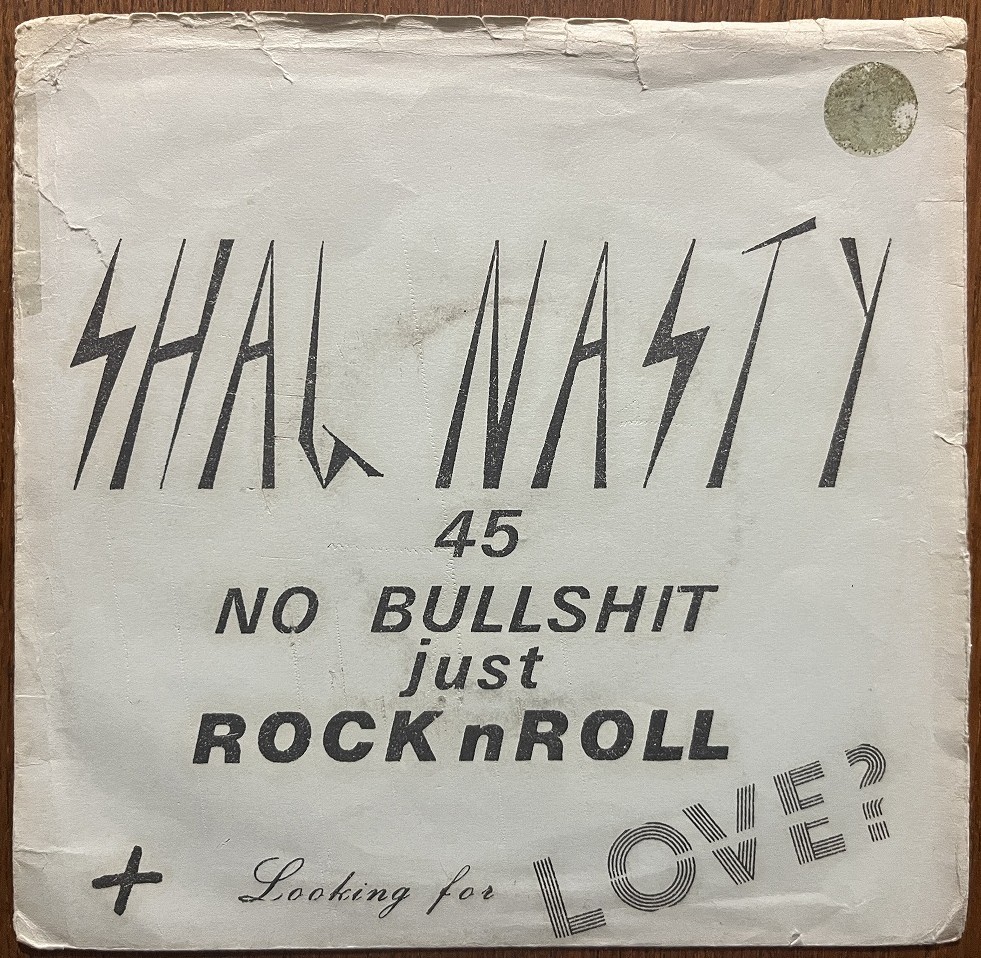 SHAG NASTY
45
NO BULLSHIT
just
ROCK n ROLL
+ Looking for LOVE?